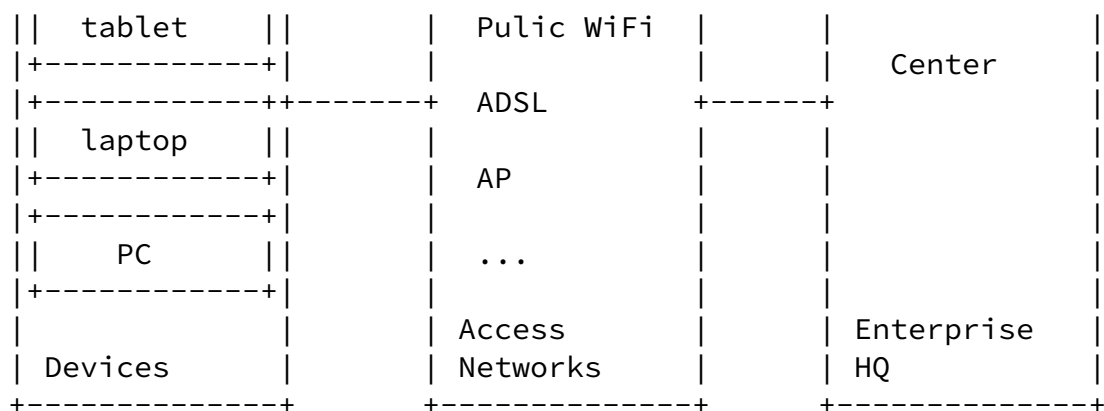 || tablet || | Pulic WiFi | | |
|+------------+| | | | Center |
|+------------++-------+ ADSL +------+ |
|| laptop || | | | |
|+------------+| | AP | | |
|+------------+| | | | |
|| PC || | ... | | |
|+------------+| | | | |
| | | Access | | Enterprise |
| Devices | | Networks | | HQ |
+--------------+ +--------------+ +--------------+